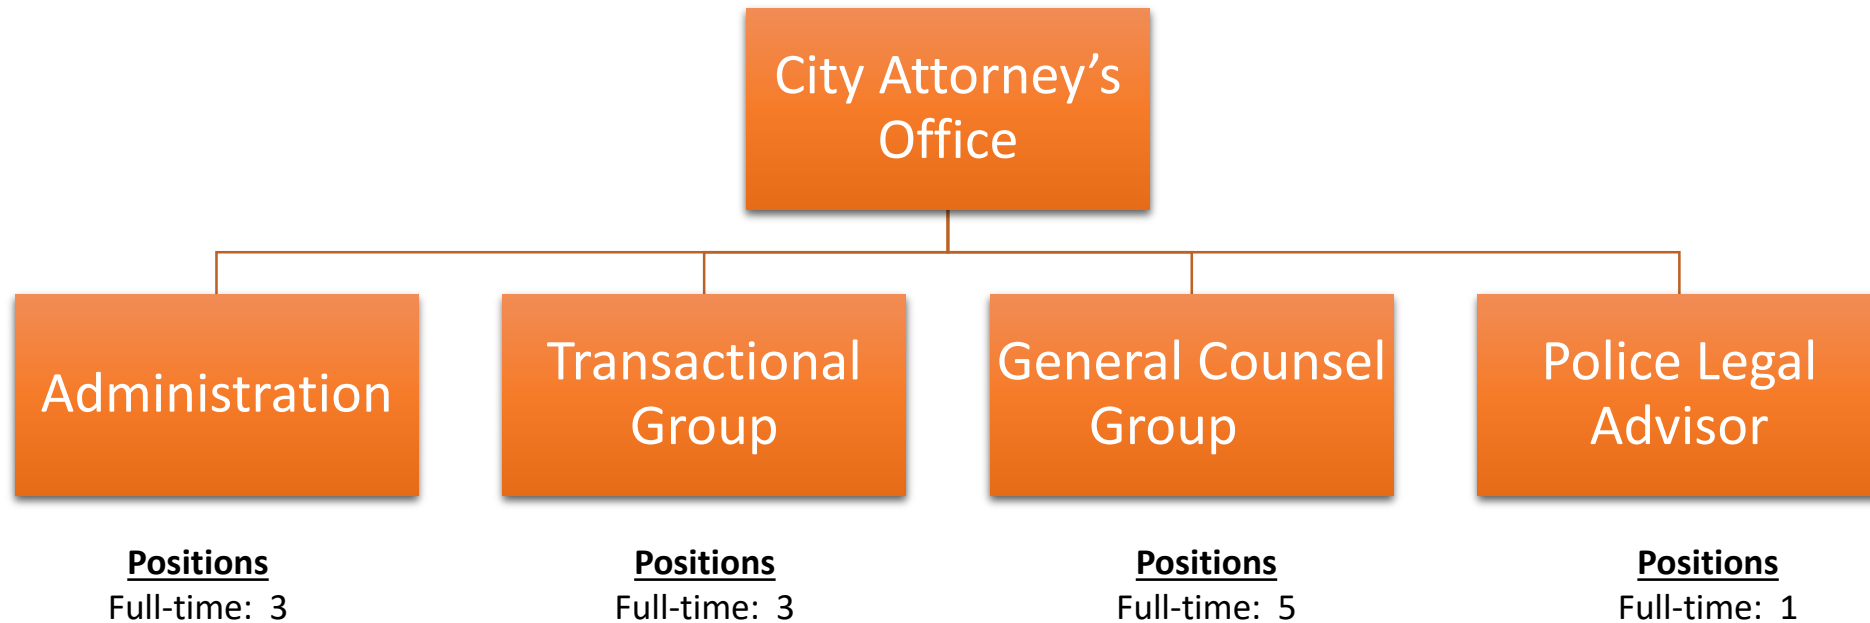 City Attorney’s
Office
Administration
Transactional
Group
General Counsel
Group
Police Legal
Advisor
Positions
Full-time:  3
Positions
Full-time:  3
Positions
Full-time:  5
Positions
Full-time:  1